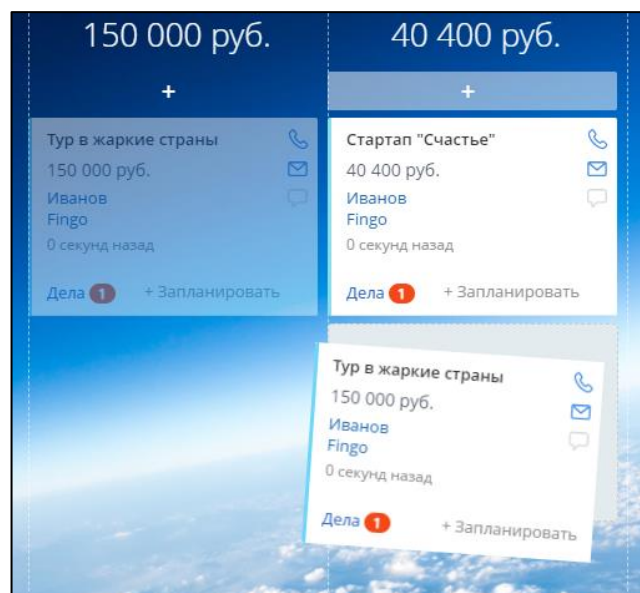 150 000 руб.
40 400 руб.
+
+
Тур в жаркие страны
150 000 руб.
Иванов
Fingo
0 секунд назад
Дела 1 + Запланировать
Стартап "Счастье"
40 400 руб.
Иванов
Fingo
0 секунд назад
Дела 1 + Запланировать
Тур в жаркие страны
150 000 руб.
Иванов
Fingo
0 секунд назад
Дела 1 + Запланировать